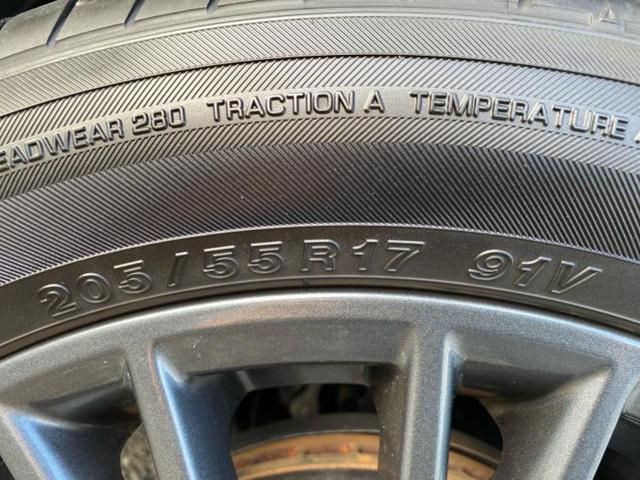 EADWEAR 280 TRACTION A TEMPERATURE A
205/55R17 91V